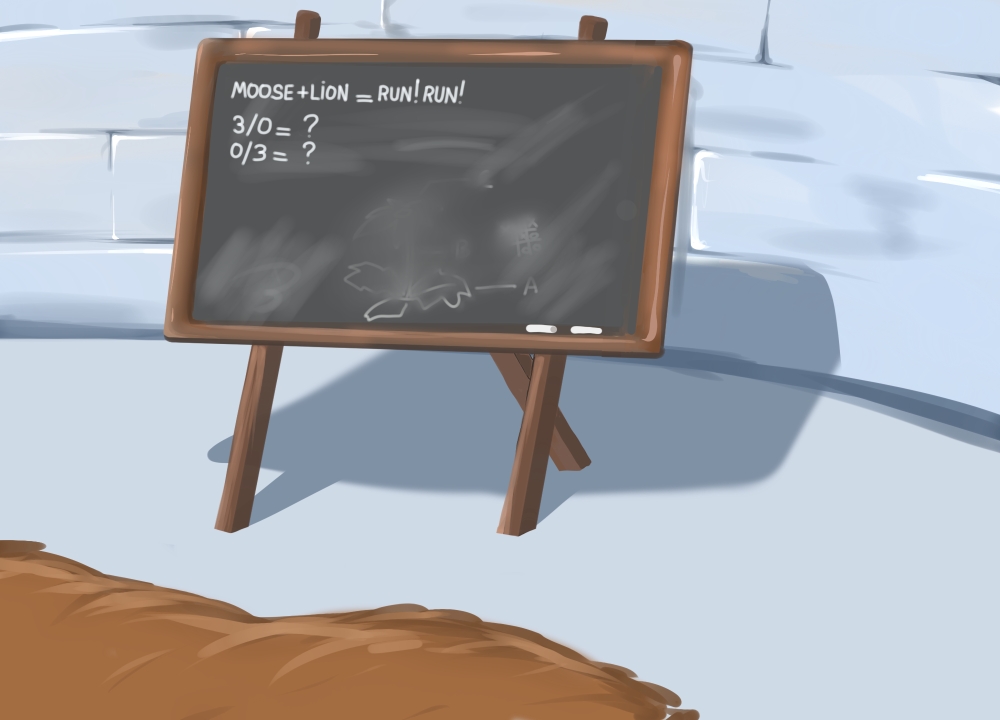 MOOSE+LiON = RUN! RUN!
3/0 = ?
0/3 = ?
A